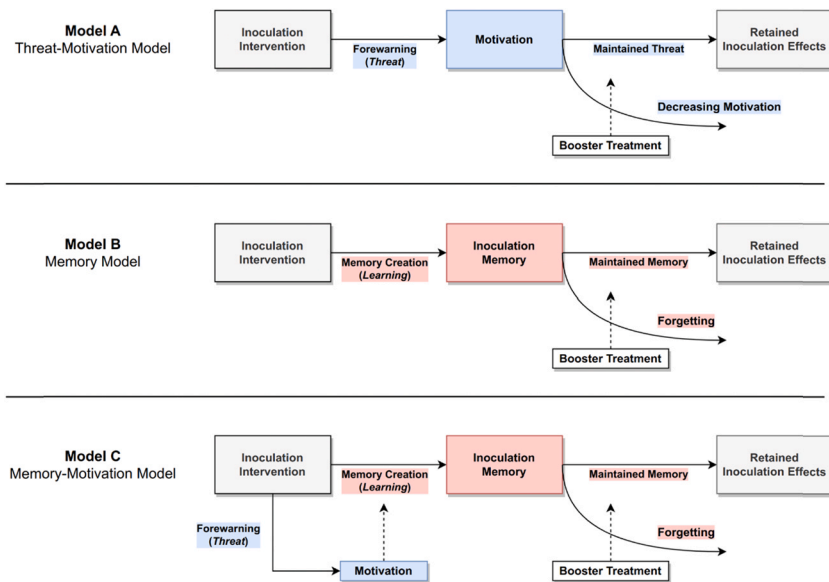 Model A
Threat-Motivation Model
Inoculation
Intervention
Forewarning
(Threat)
Motivation
Maintained Threat
Retained
Inoculation Effects
Decreasing Motivation
Booster Treatment
Model B
Memory Model
Inoculation
Intervention
Memory Creation
(Learning)
Inoculation
Memory
Maintained Memory
Retained
Inoculation Effects
Forgetting
Booster Treatment
Model C
Memory-Motivation Model
Inoculation
Intervention
Memory Creation
(Learning)
Inoculation
Memory
Maintained Memory
Retained
Inoculation Effects
Forewarning
(Threat)
Forgetting
Motivation
Booster Treatment